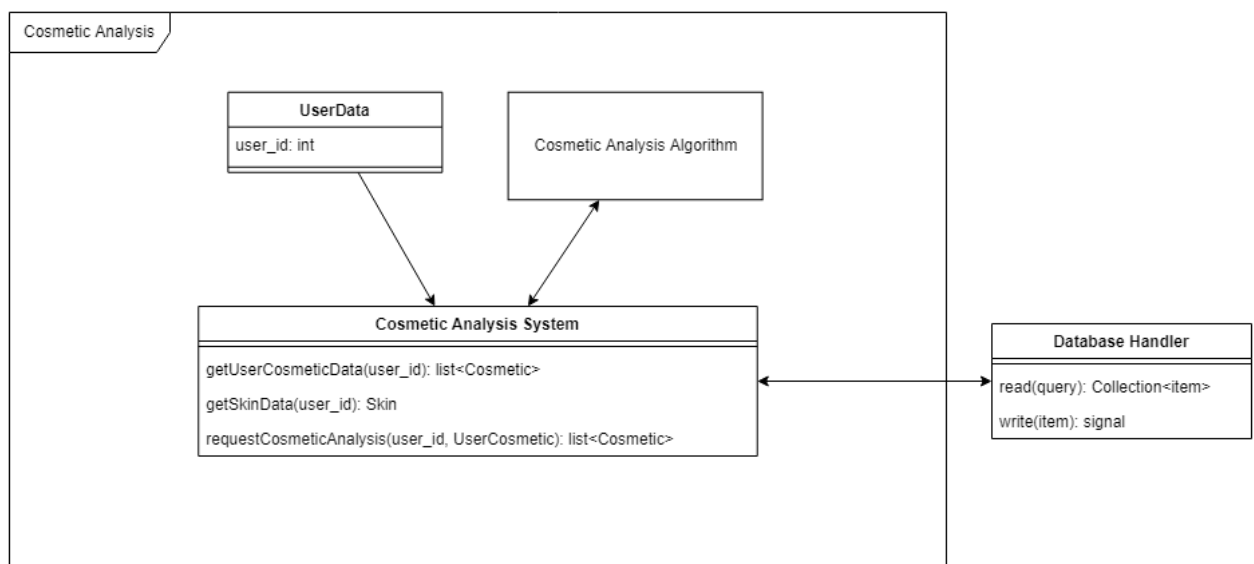 Cosmetic Analysis
UserData
user_id: int
Cosmetic Analysis Algorithm
Cosmetic Analysis System
getUserCosmeticData(user_id): list<Cosmetic>
getSkinData(user_id): Skin
requestCosmeticAnalysis(user_id, UserCosmetic): list<Cosmetic>
Database Handler
read(query): Collection<item>
write(item): signal